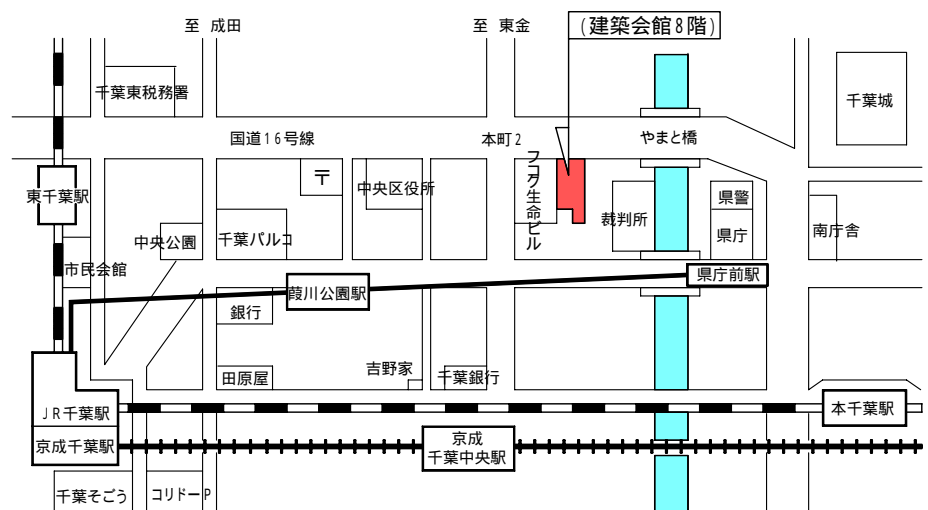 至 成田
至 東金
(建築会館8階)
千葉東税務署
千葉城
国道16号線
本町2
やまと橋
〒
中央区役所
フコク生命ビル
県警
東千葉駅
中央公園
千葉パルコ
裁判所
県庁
南庁舎
市民会館
県庁前駅
葭川公園駅
銀行
吉野家
田原屋
千葉銀行
JR千葉駅
本千葉駅
京成千葉駅
京成
千葉中央駅
千葉そごう
コリドーP